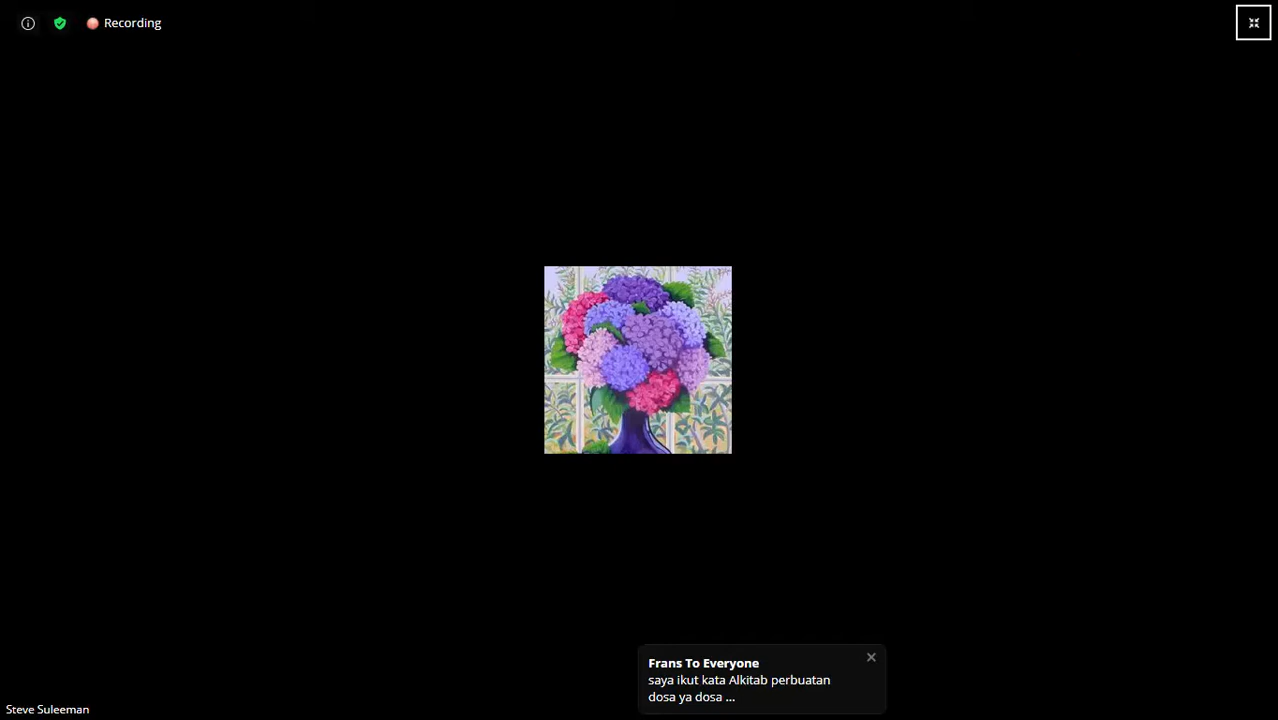 Recording
Frans To Everyone
saya ikut kata Alkitab perbuatan
dosa ya dosa ...
Steve Suleeman